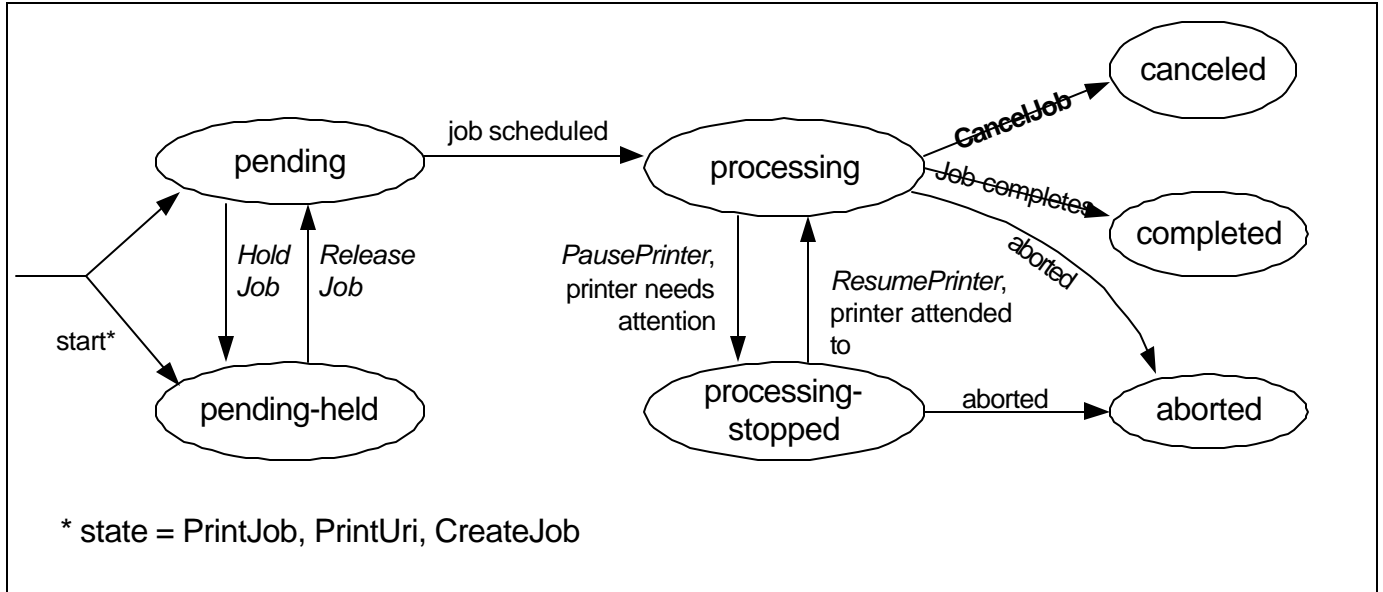 canceled
CancelJob
job scheduled
pending
processing
Job completes
completed
Hold
Job
Release
Job
PausePrinter,
printer needs
attention
ResumePrinter,
printer attended
to
aborted
start*
pending-held
processing-
stopped
aborted
aborted
* state = PrintJob, PrintUri, CreateJob